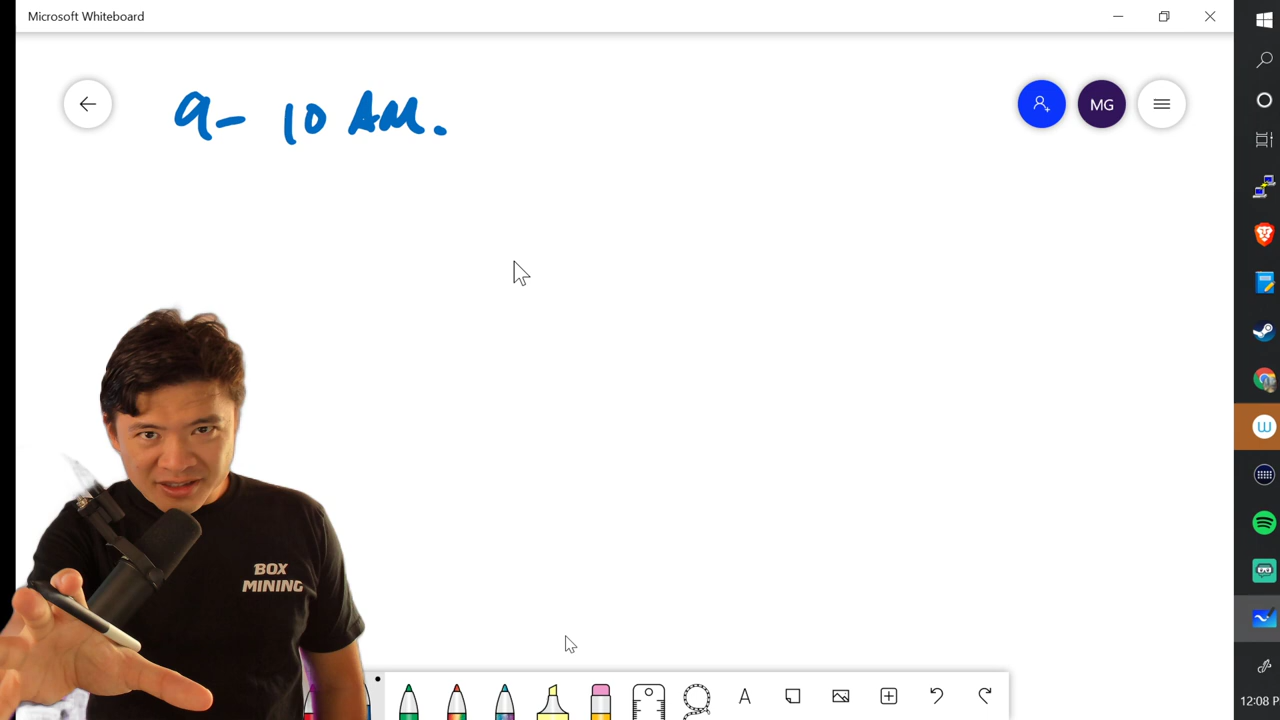 Microsoft Whiteboard
9- 10 AM.
MG
BOX
MINING
A
12:08 P